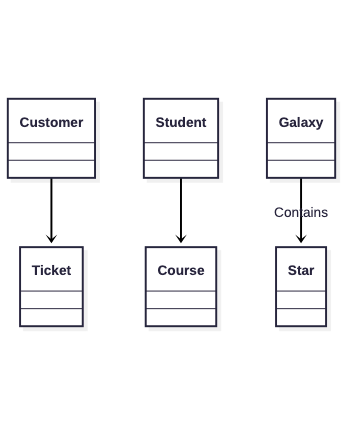 Customer
Student
Galaxy
Contains
Ticket
Course
Star